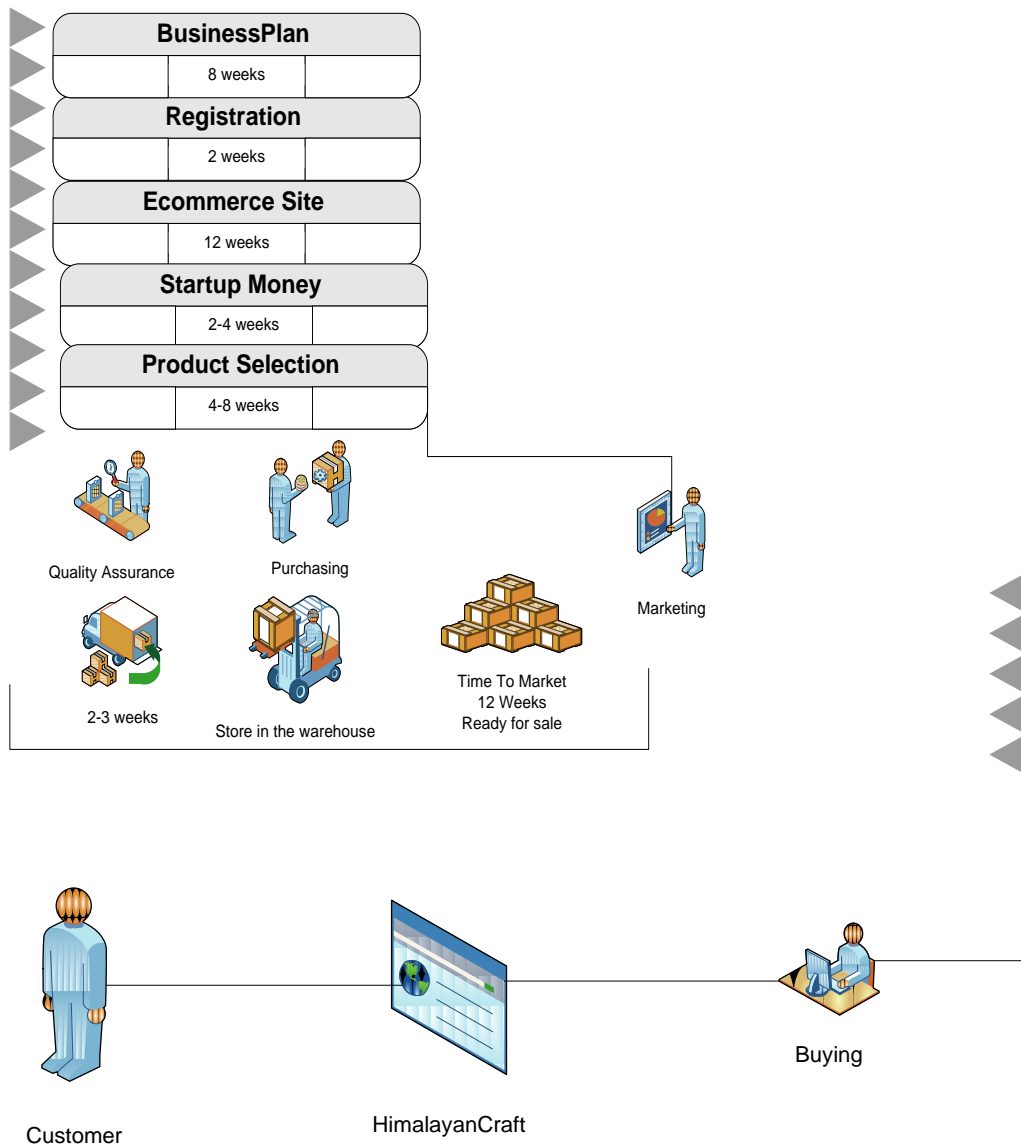 BusinessPlan
8 weeks
Registration
2 weeks
Ecommerce Site
12 weeks
Startup Money
2-4 weeks
Product Selection
4-8 weeks
Quality Assurance
Purchasing
Marketing
2-3 weeks
Store in the warehouse
Time To Market
12 Weeks
Ready for sale
Customer
HimalayanCraft
Buying